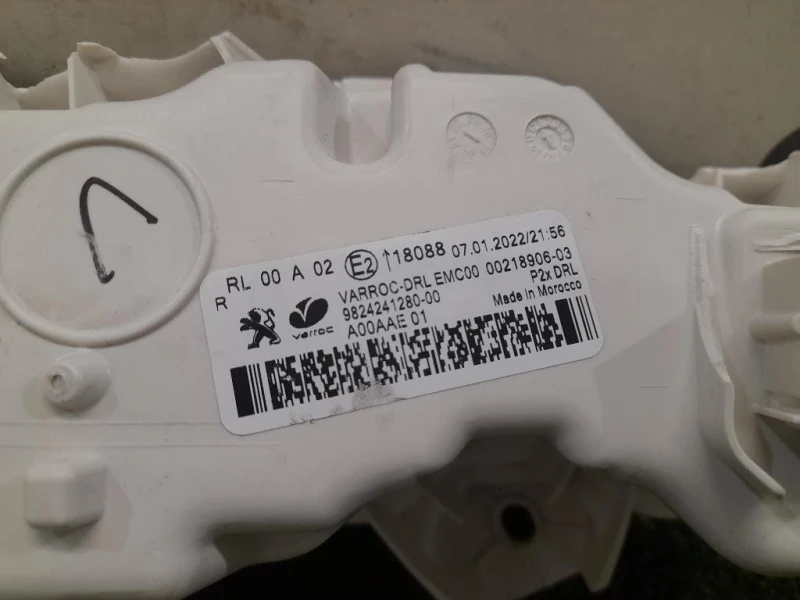 R RL 00 A 02 E2 ↑18088 07.01.2022/21:56
VARROC-DRL EMC00 00218906-03
9824241280-00 P2x DRL
varroc A00AAE 01 Made in Morocco